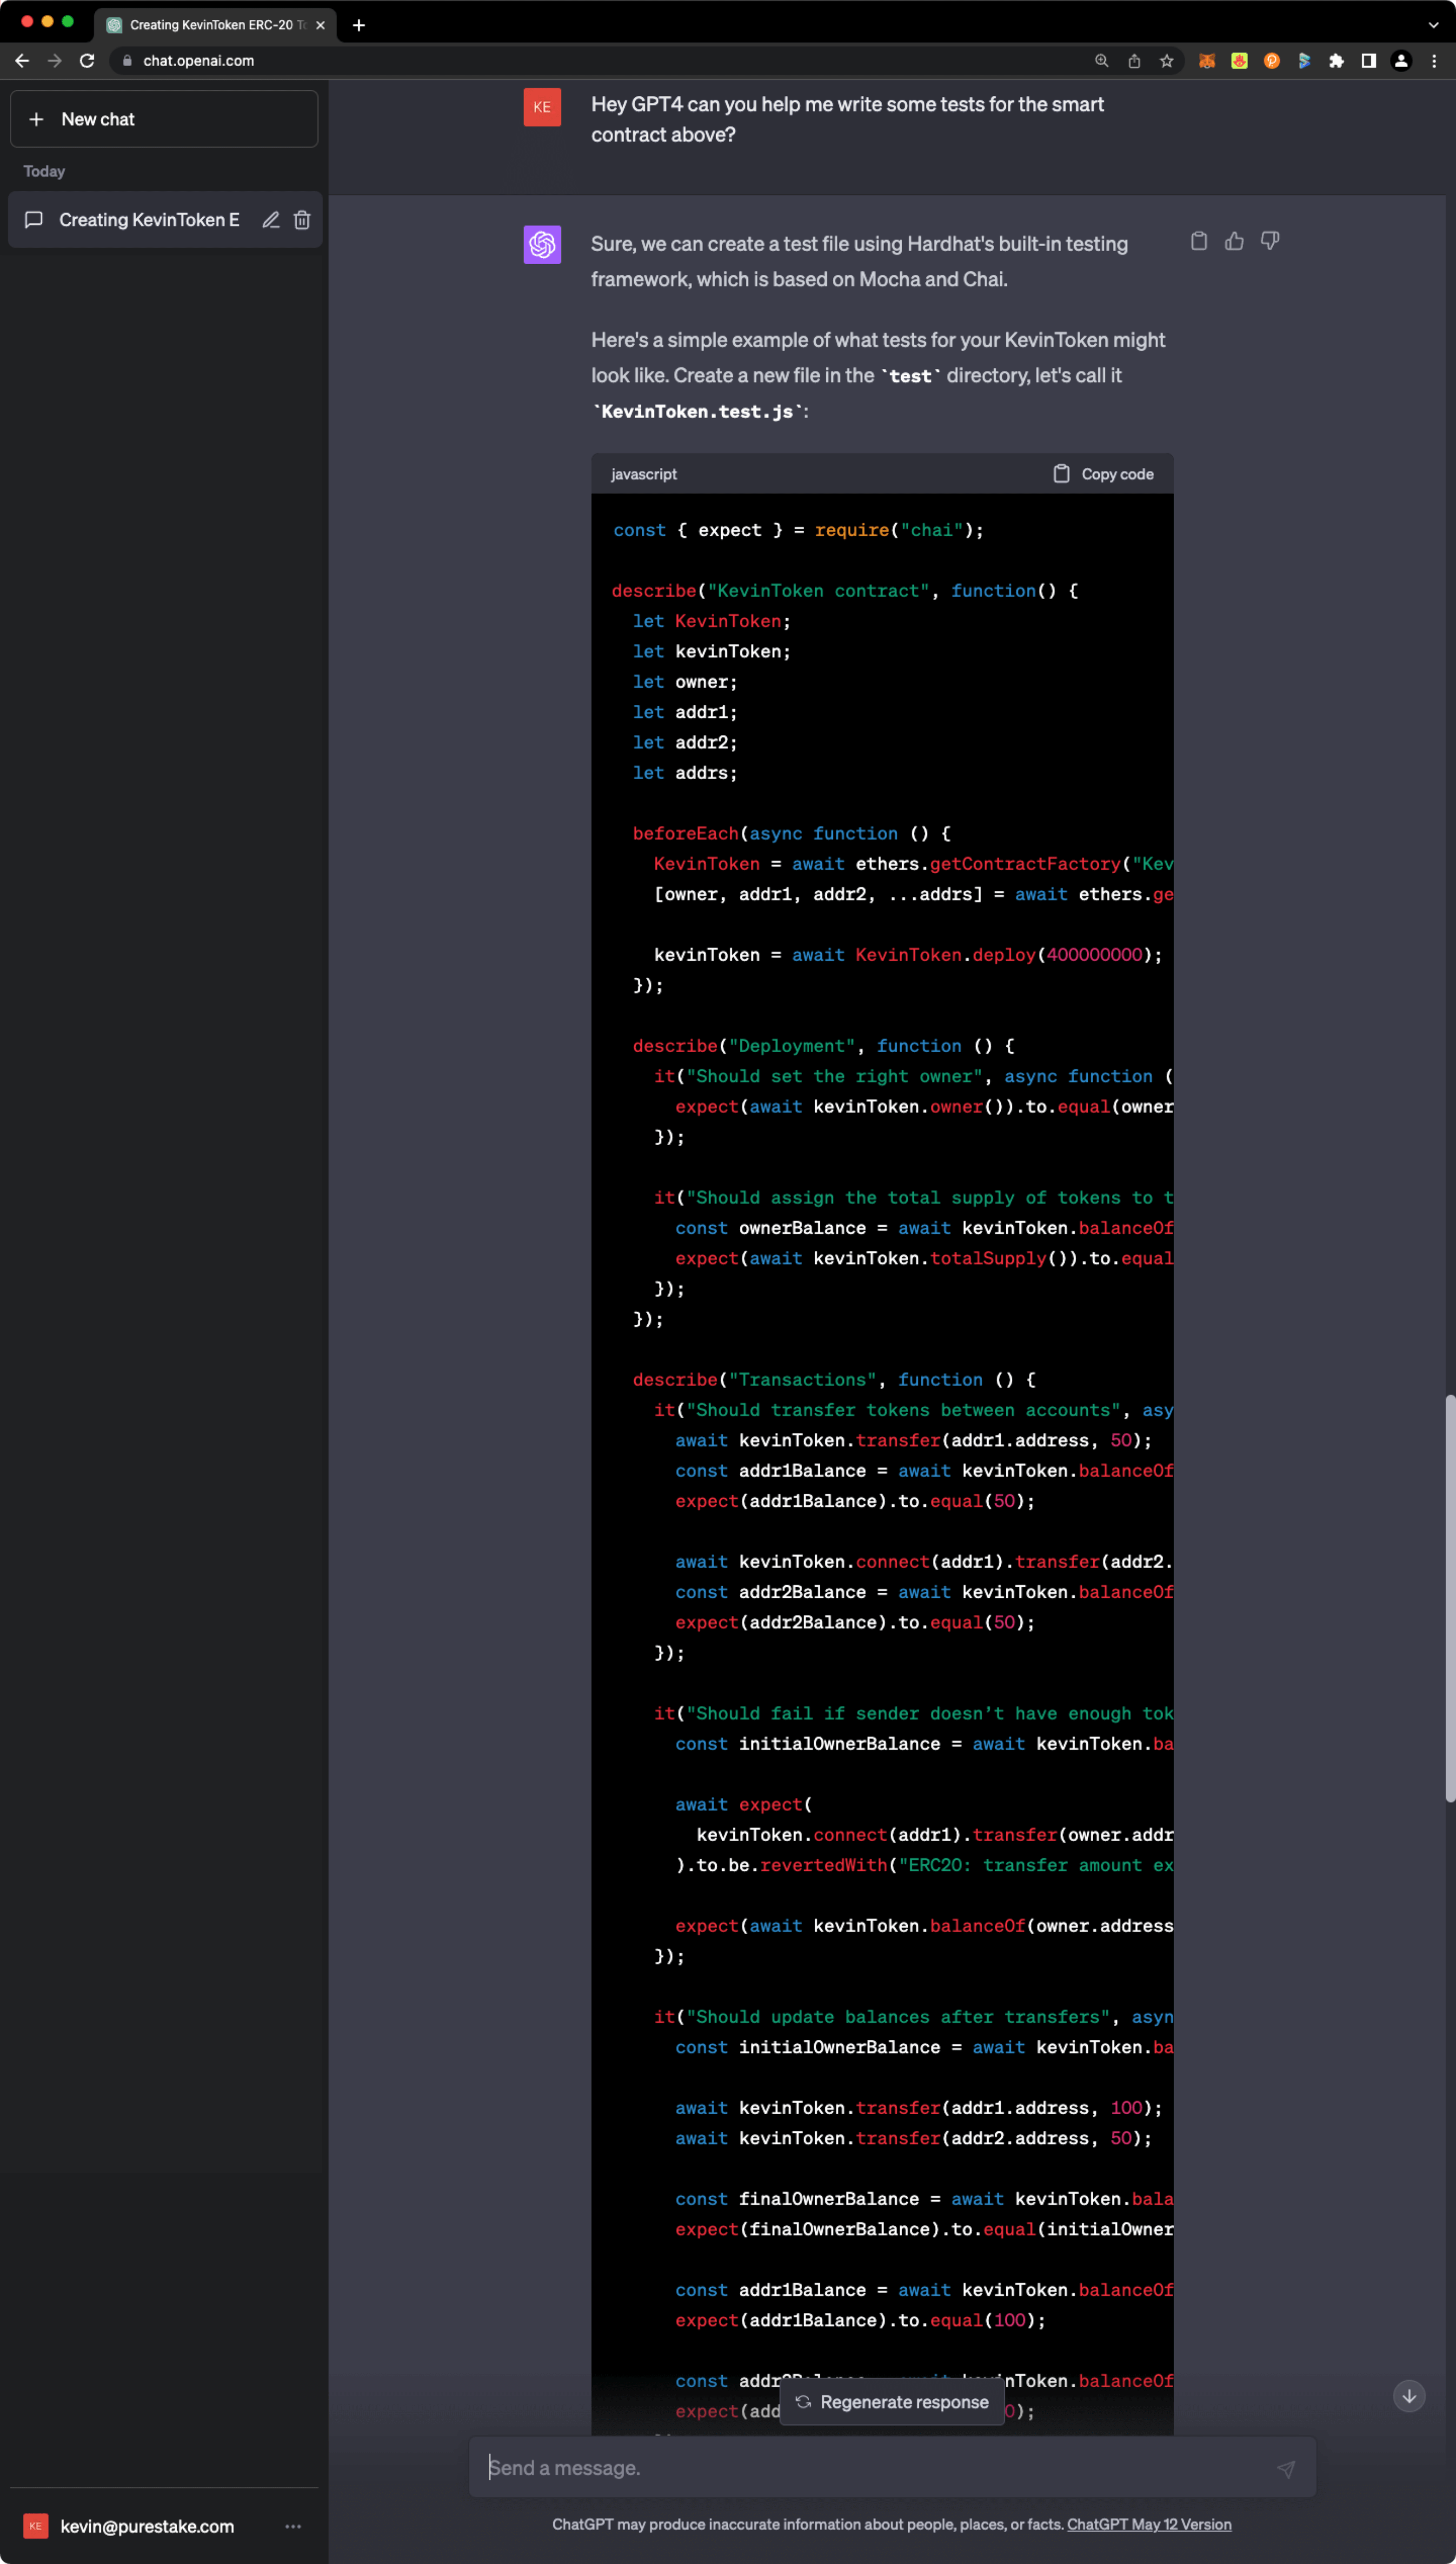 Creating KevinToken ERC-20 To
chat.openai.com
New chat
Today
Creating KevinToken E
KE
Hey GPT4 can you help me write some tests for the smart
contract above?
Sure, we can create a test file using Hardhat's built-in testing
framework, which is based on Mocha and Chai.
Here's a simple example of what tests for your KevinToken might
look like. Create a new file in the `test` directory, let's call it
`KevinToken.test.js`:
javascript
Copy code
const { expect } = require("chai");
describe("KevinToken contract", function() {
let KevinToken;
let kevinToken;
let owner;
let addr1;
let addr2;
let addrs;
beforeEach(async function () {
KevinToken = await ethers.getContractFactory("Kev
[owner, addr1, addr2, ...addrs] = await ethers.ge
kevinToken = await KevinToken.deploy(400000000);
});
describe("Deployment", function () {
it("Should set the right owner", async function (
expect(await kevinToken.owner()).to.equal(owner
});
it("Should assign the total supply of tokens to t
const ownerBalance = await kevinToken.balanceOf
expect(await kevinToken.totalSupply()).to.equal
});
});
describe("Transactions", function () {
it("Should transfer tokens between accounts", asy
await kevinToken.transfer(addr1.address, 50);
const addr1Balance = await kevinToken.balanceOf
expect(addr1Balance).to.equal(50);
await kevinToken.connect(addr1).transfer(addr2.
const addr2Balance = await kevinToken.balanceOf
expect(addr2Balance).to.equal(50);
});
it("Should fail if sender doesn't have enough tok
const initialOwnerBalance = await kevinToken.ba
await expect(
kevinToken.connect(addr1).transfer(owner.addr
).to.be.revertedWith("ERC20: transfer amount ex
expect(await kevinToken.balanceOf(owner.address
});
it("Should update balances after transfers", asyn
const initialOwnerBalance = await kevinToken.ba
await kevinToken.transfer(addr1.address, 100);
await kevinToken.transfer(addr2.address, 50);
const finalOwnerBalance = await kevinToken.bala
expect(finalOwnerBalance).to.equal(initialOwner
const addr1Balance = await kevinToken.balanceOf
expect(addr1Balance).to.equal(100);
const addr2Balance = await kevinToken.balanceOf
expect(add 0);
Regenerate response
Send a message.
KE
kevin@purestake.com
ChatGPT may produce inaccurate information about people, places, or facts. ChatGPT May 12 Version